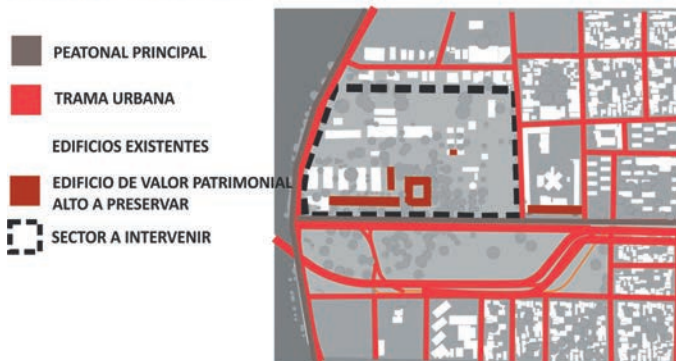 PEATONAL PRINCIPAL
TRAMA URBANA
EDIFICIOS EXISTENTES
EDIFICIO DE VALOR PATRIMONIAL
ALTO A PRESERVAR
SECTOR A INTERVENIR